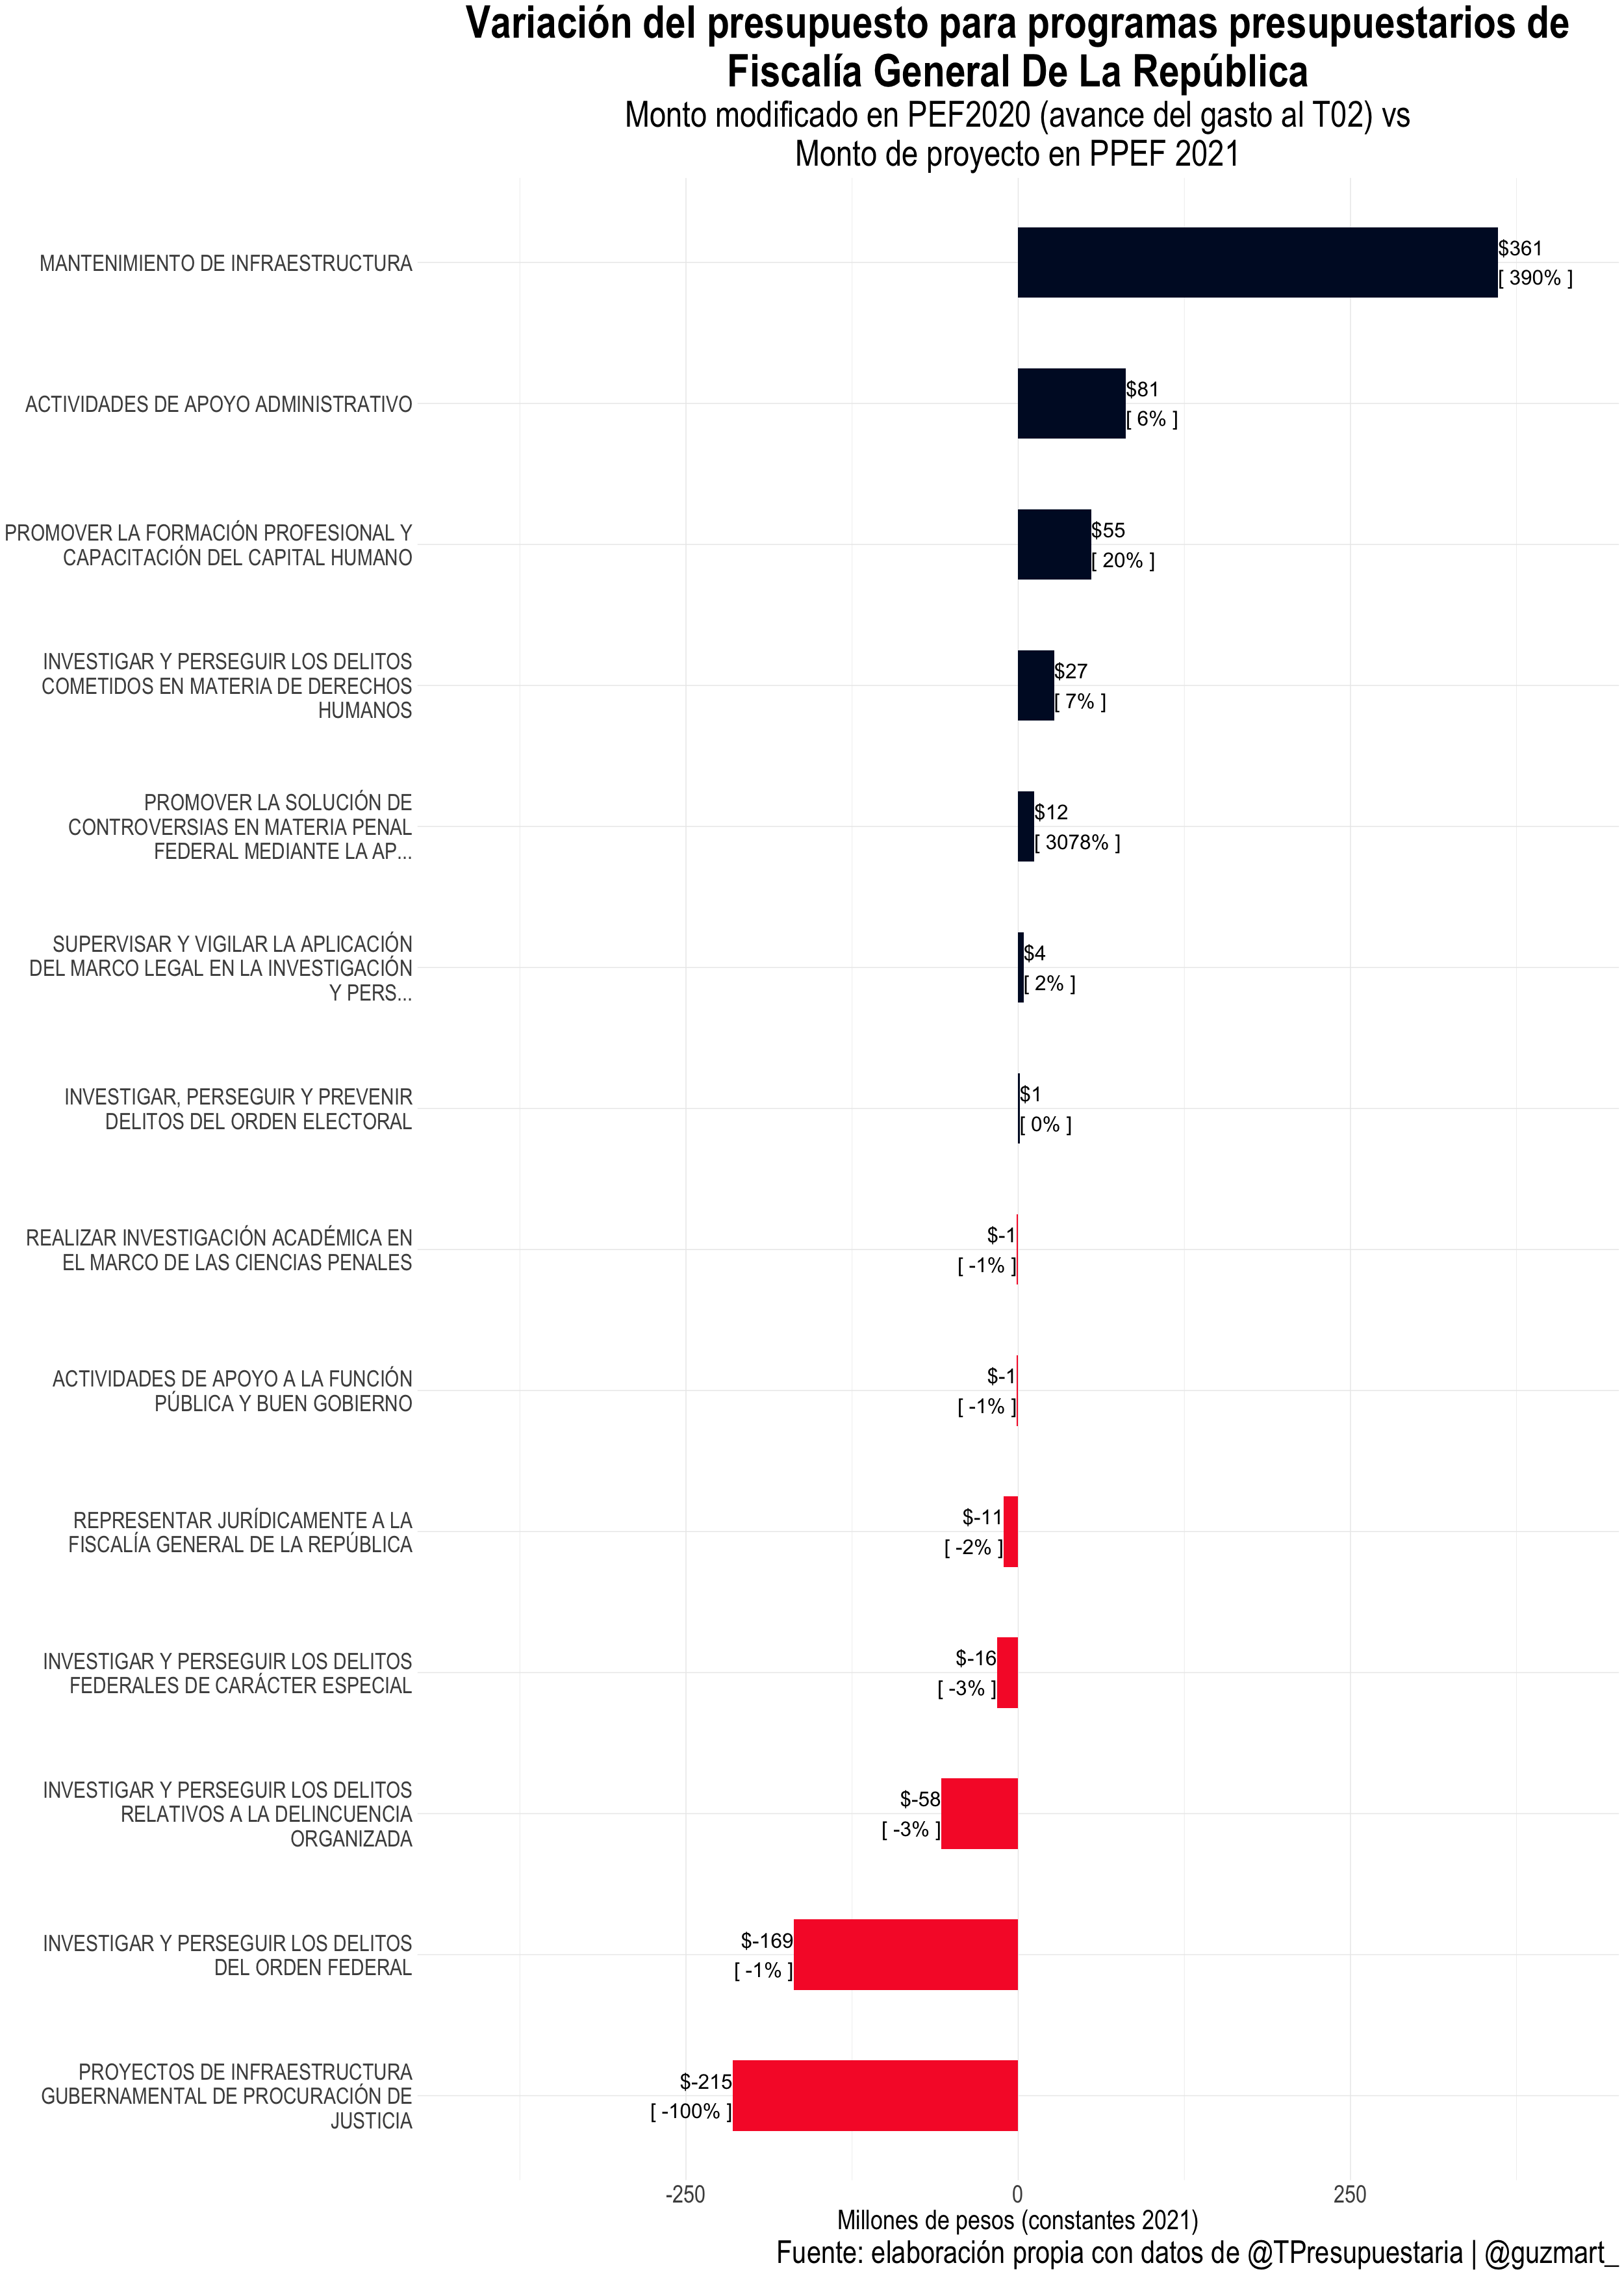 Variación del presupuesto para programas presupuestarios de
Fiscalía General De La República
Monto modificado en PEF2020 (avance del gasto al T02) vs
Monto de proyecto en PPEF 2021
MANTENIMIENTO DE INFRAESTRUCTURA
$361
[ 390% ]
ACTIVIDADES DE APOYO ADMINISTRATIVO
$81
[ 6% ]
PROMOVER LA FORMACIÓN PROFESIONAL Y
CAPACITACIÓN DEL CAPITAL HUMANO
$55
[ 20% ]
INVESTIGAR Y PERSEGUIR LOS DELITOS
COMETIDOS EN MATERIA DE DERECHOS
HUMANOS
$27
[ 7% ]
PROMOVER LA SOLUCIÓN DE
CONTROVERSIAS EN MATERIA PENAL
FEDERAL MEDIANTE LA AP...
$12
[ 3078% ]
SUPERVISAR Y VIGILAR LA APLICACIÓN
DEL MARCO LEGAL EN LA INVESTIGACIÓN
Y PERS...
$4
[ 2% ]
INVESTIGAR, PERSEGUIR Y PREVENIR
DELITOS DEL ORDEN ELECTORAL
$1
[ 0% ]
REALIZAR INVESTIGACIÓN ACADÉMICA EN
EL MARCO DE LAS CIENCIAS PENALES
$-1
[ -1% ]
ACTIVIDADES DE APOYO A LA FUNCIÓN
PÚBLICA Y BUEN GOBIERNO
$-1
[ -1% ]
REPRESENTAR JURÍDICAMENTE A LA
FISCALÍA GENERAL DE LA REPÚBLICA
$-11
[ -2% ]
INVESTIGAR Y PERSEGUIR LOS DELITOS
FEDERALES DE CARÁCTER ESPECIAL
$-16
[ -3% ]
INVESTIGAR Y PERSEGUIR LOS DELITOS
RELATIVOS A LA DELINCUENCIA
ORGANIZADA
$-58
[ -3% ]
INVESTIGAR Y PERSEGUIR LOS DELITOS
DEL ORDEN FEDERAL
$-169
[ -1% ]
PROYECTOS DE INFRAESTRUCTURA
GUBERNAMENTAL DE PROCURACIÓN DE
JUSTICIA
$-215
[ -100% ]
-250
0
250
Millones de pesos (constantes 2021)
Fuente: elaboración propia con datos de @TPresupuestaria | @guzmart_